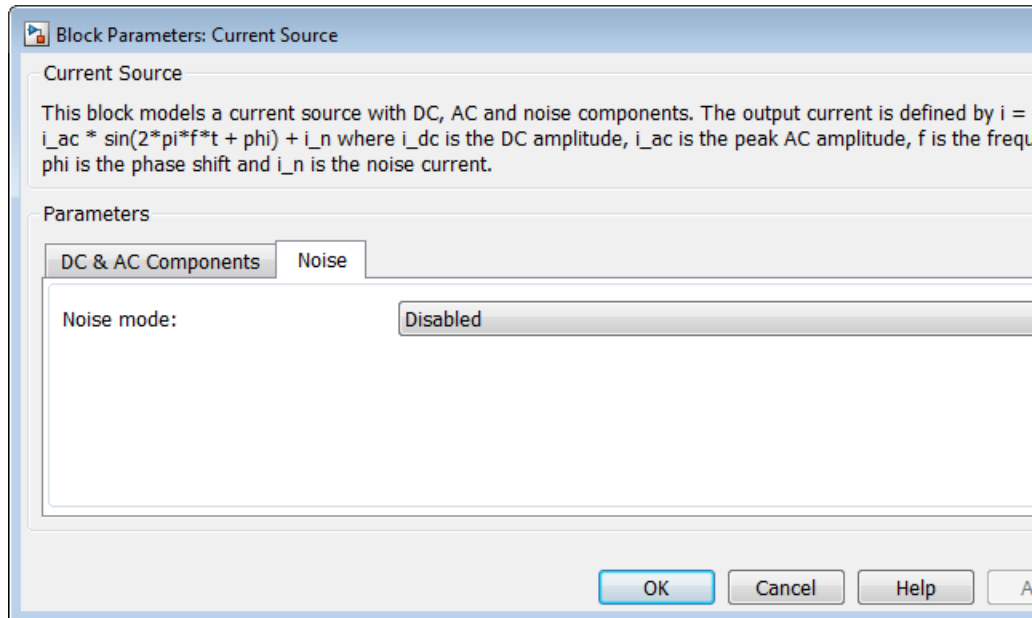 Block Parameters: Current Source
Current Source
This block models a current source with DC, AC and noise components. The output current is defined by i =
i_ac * sin(2*pi*f*t + phi) + i_n where i_dc is the DC amplitude, i_ac is the peak AC amplitude, f is the
phi is the phase shift and i_n is the noise current.
Parameters
DC & AC Components
Noise
Noise mode:
Disabled
OK
Cancel
Help